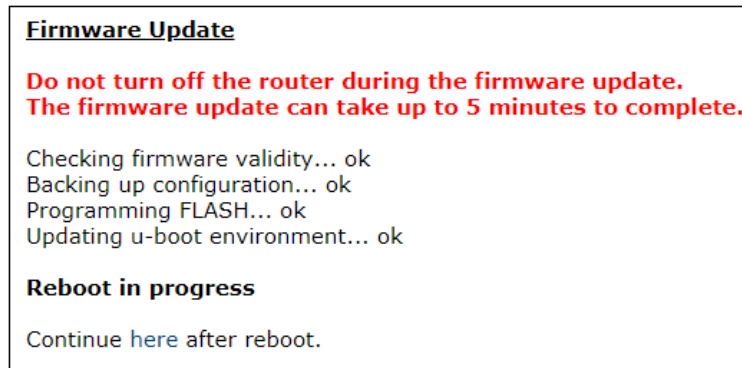 Firmware Update
Do not turn off the router during the firmware update.
The firmware update can take up to 5 minutes to complete.
Checking firmware validity... ok
Backing up configuration... ok
Programming FLASH... ok
Updating u-boot environment... ok
Reboot in progress
Continue here after reboot.